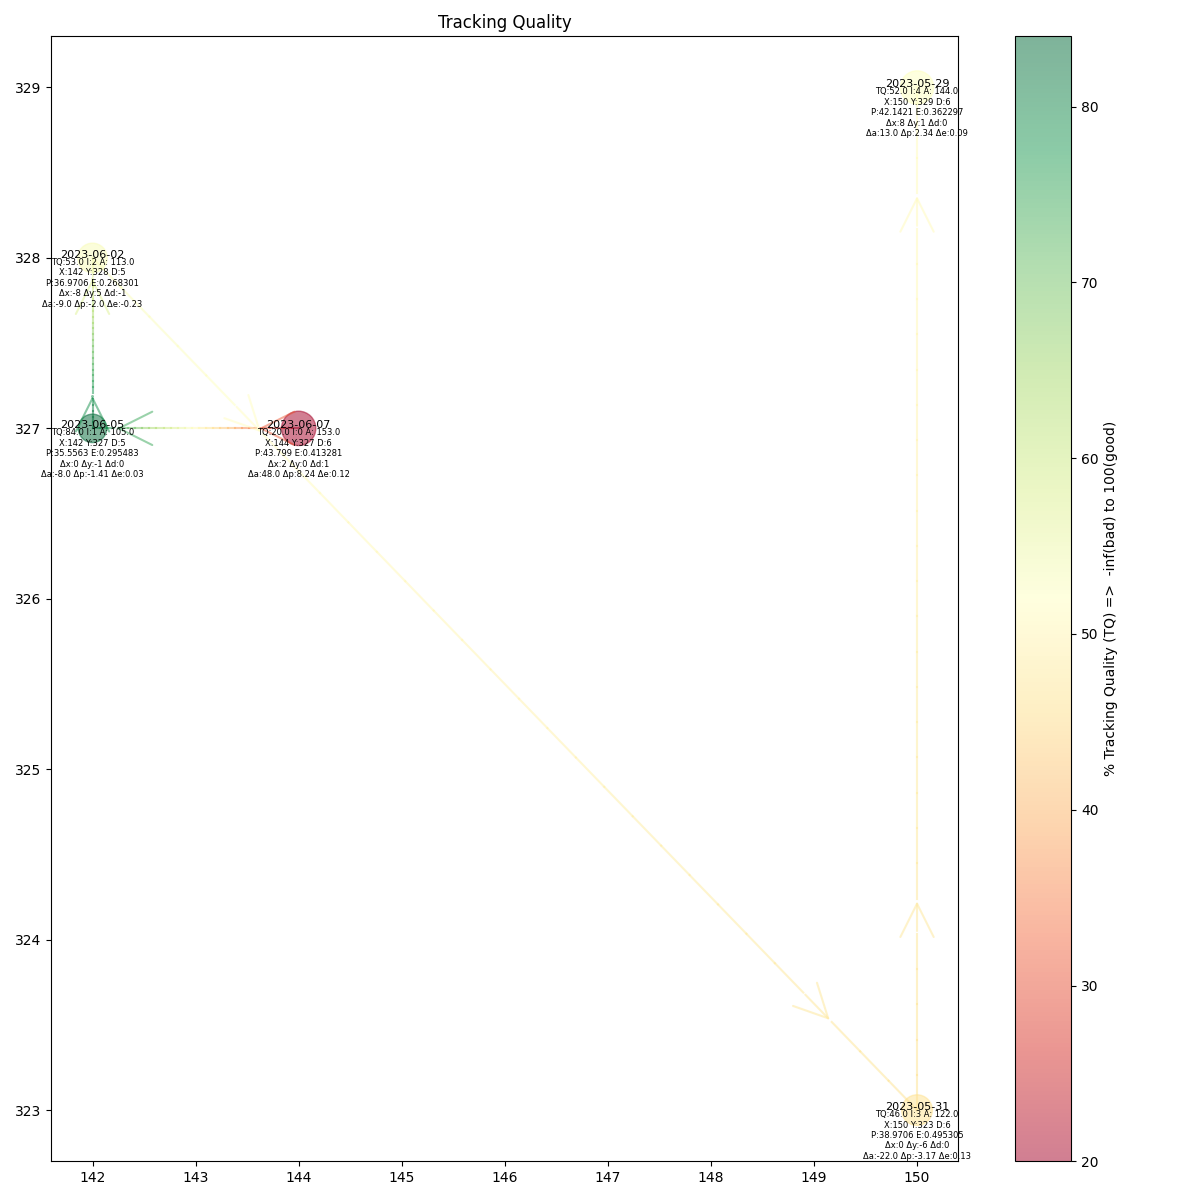 Tracking Quality
329
328
327
326
325
324
323
142
143
144
145
146
147
148
149
150
2023-05-29
TQ:52.0 I:4 A: 144.0
X:150 Y:329 D:6
P:42.1421 E:0.362297
Δx:8 Δy:1 Δd:0
Δa:13.0 Δp:2.34 Δe:0.09
2023-06-02
TQ:53.0 I:2 A: 113.0
X:142 Y:328 D:5
P:36.9706 E:0.268301
Δx:-8 Δy:5 Δd:-1
Δa:-9.0 Δp:-2.0 Δe:-0.23
2023-06-05
TQ:84.0 I:1 A: 105.0
X:142 Y:327 D:5
P:35.5563 E:0.295483
Δx:0 Δy:-1 Δd:0
Δa:-8.0 Δp:-1.41 Δe:0.03
2023-06-07
TQ:20.0 I:0 A: 153.0
X:144 Y:327 D:6
P:43.799 E:0.413281
Δx:2 Δy:0 Δd:1
Δa:48.0 Δp:8.24 Δe:0.12
2023-05-31
TQ:46.0 I:3 A: 122.0
X:150 Y:323 D:6
P:38.9706 E:0.495305
Δx:0 Δy:-6 Δd:0
Δa:-22.0 Δp:-3.17 Δe:0.13
80
70
60
50
40
30
20
% Tracking Quality (TQ) => -inf(bad) to 100(good)